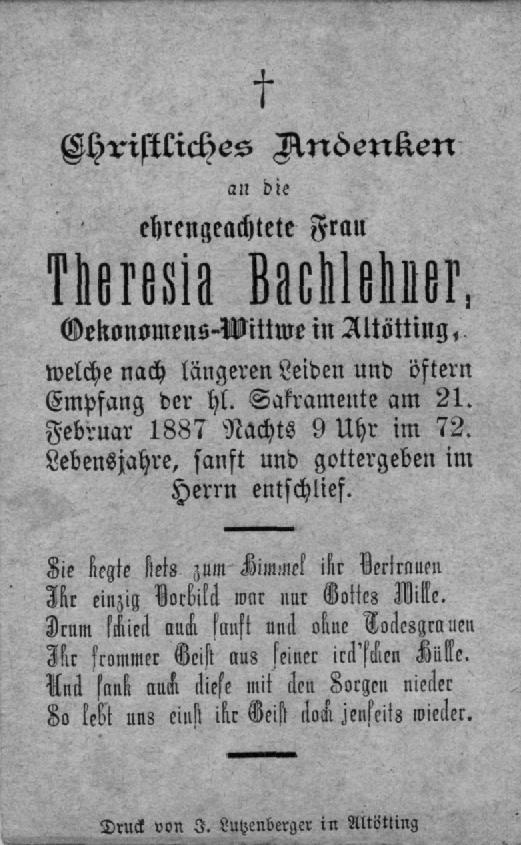 Christliches Andenken
an die
ehrengeachtete Frau
Theresia Bachlehner,
Oekonomens-Wittwe in Altötting,
welche nach längeren Leiden und öftern
Empfang der hl. Sakramente am 21.
Februar 1887 Nachts 9 Uhr im 72.
Lebensjahre, sanft und gottergeben im
Herrn entschlief.
Sie hegte stets zum Himmel ihr Vertrauen
Ihr einzig Vorbild war nur Gottes Wille.
Drum schied auch sanft und ohne Todesgrauen
Ihr frommer Geist aus seiner ird'schen Hülle.
Und sank auch diese mit den Sorgen nieder
So lebt uns einst ihr Geist doch jenseits wieder.
Druck von J. Lutzenberger in Altötting